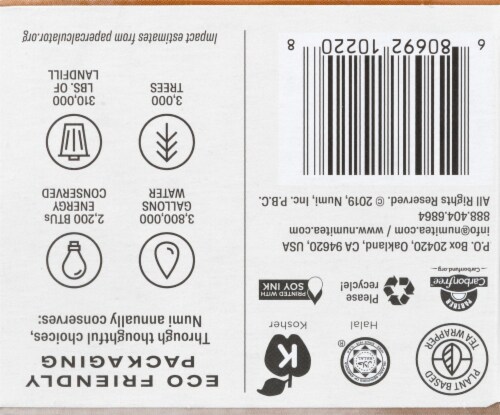 ECO FRIENDLY
PACKAGING
Through thoughtful choices,
Numi annually conserves:
3,800,000
GALLONS
WATER
2,200 BTUs
ENERGY
CONSERVED
3,000
TREES
310,000
LBS. OF
LANDFILL
Impact estimates from papercalculator.org
PLANT BASED
TEA WRAPPER
Halal
HALAL
K
Kosher
PARTNER
Carbonfree
Carbonfund.org
Please
recycle!
PRINTED WITH
SOY INK
P.O. Box 20420, Oakland, CA 94620, USA
info@numitea.com / www.numitea.com
888.404.6864
All Rights Reserved. © 2019, Numi, Inc. P.B.C.
6 80692 10220 8